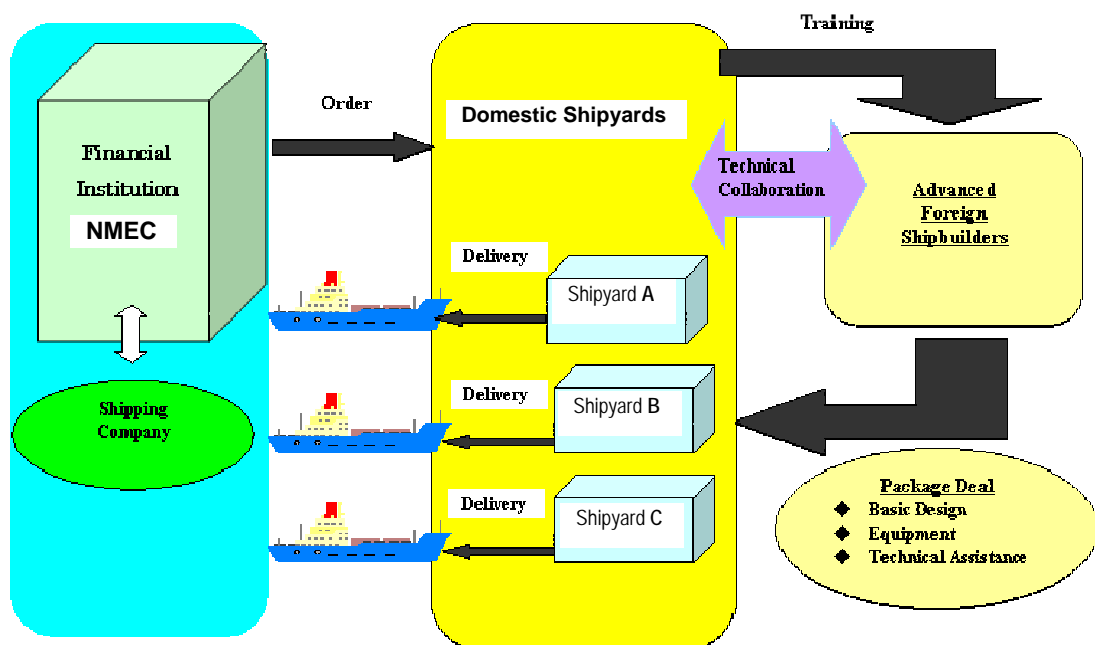 Training
Order
Domestic Shipyards
Financial
Institution
NMEC
Technical
Collaboration
Advanced
Foreign
Shipbuilders
Delivery
Shipyard A
Shipping
Company
Delivery
Shipyard B
Delivery
Shipyard C
Package Deal
◆ Basic Design
◆ Equipment
◆ Technical Assistance